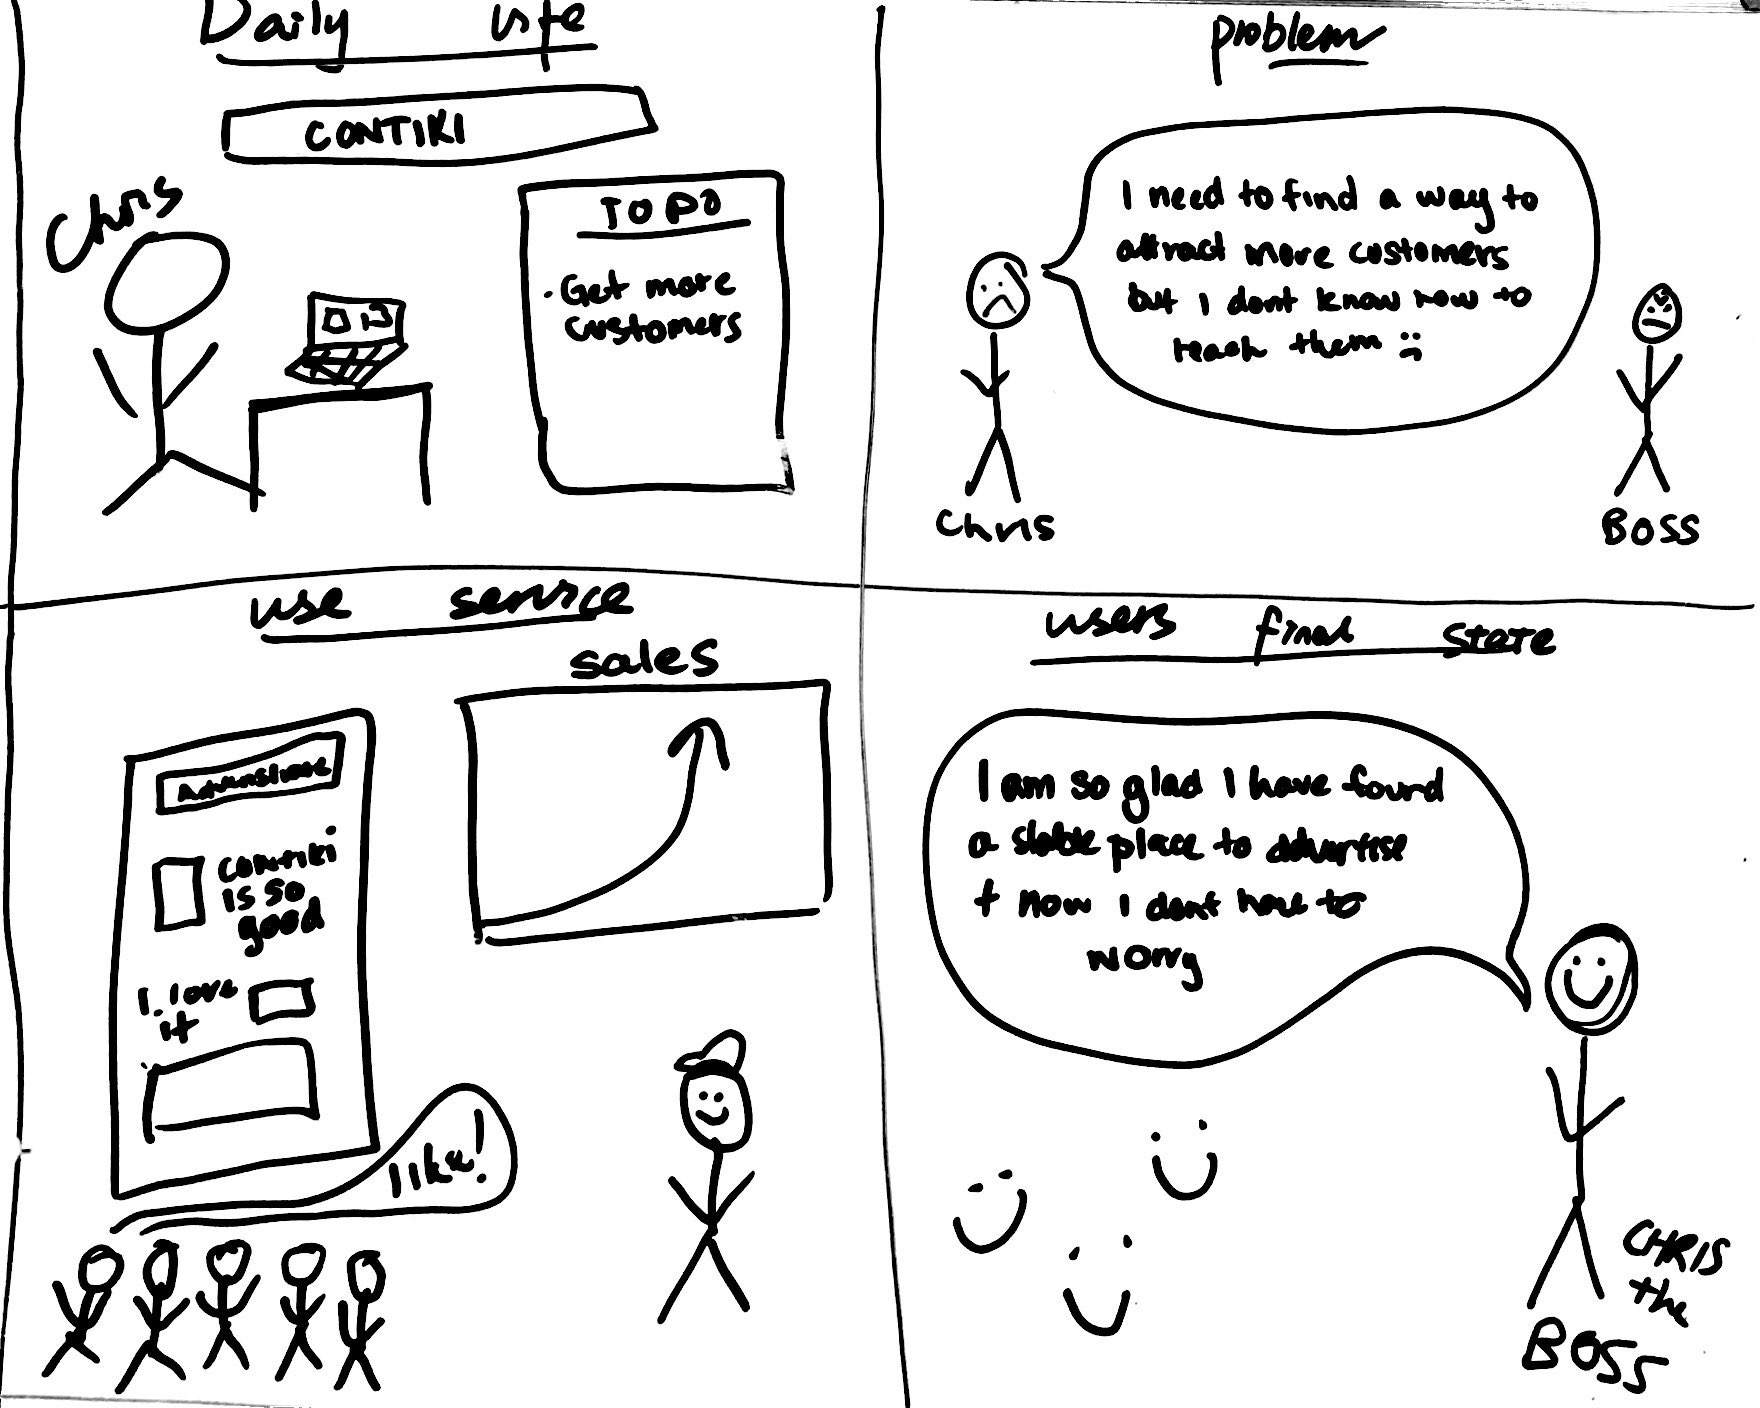 Daily life
CONTIKI
Chris
TO DO
· Get more
customers
problem
I need to find a way to
attract more customers
but I dont know how to
reach them :(
Chris
BOSS
use service
sales
contiki
is so
good
I love
it
like!
users final state
I am so glad I have found
a stable place to advertise
+ now I dont have to
worry
CHRIS
the
BOSS